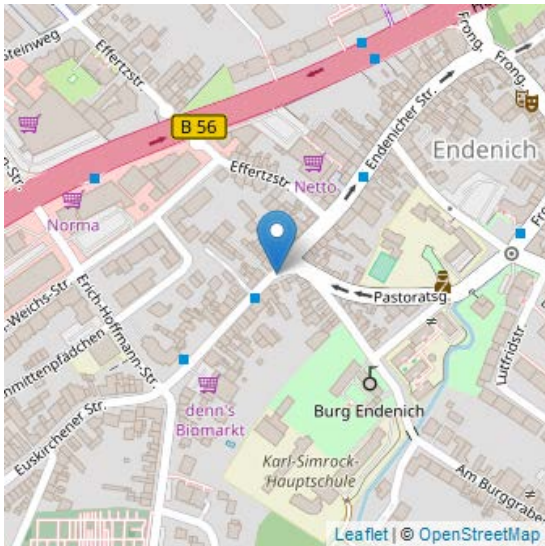 Steinweg
Effertzstr.
Frong.
Frong.
B 56
Endenicher Str.
Endenich
Effertzstr.
Netto
Norma
-Weichs-Str.
Erich-Hoffmann-Str.
Pastoratsg.
Lutfridstr
nmittenpfädchen
denn's
Biomarkt
Burg Endenich
Euskirchener Str.
Karl-Simrock-
Hauptschule
Am Burggrabe
Leaflet | © OpenStreetMap